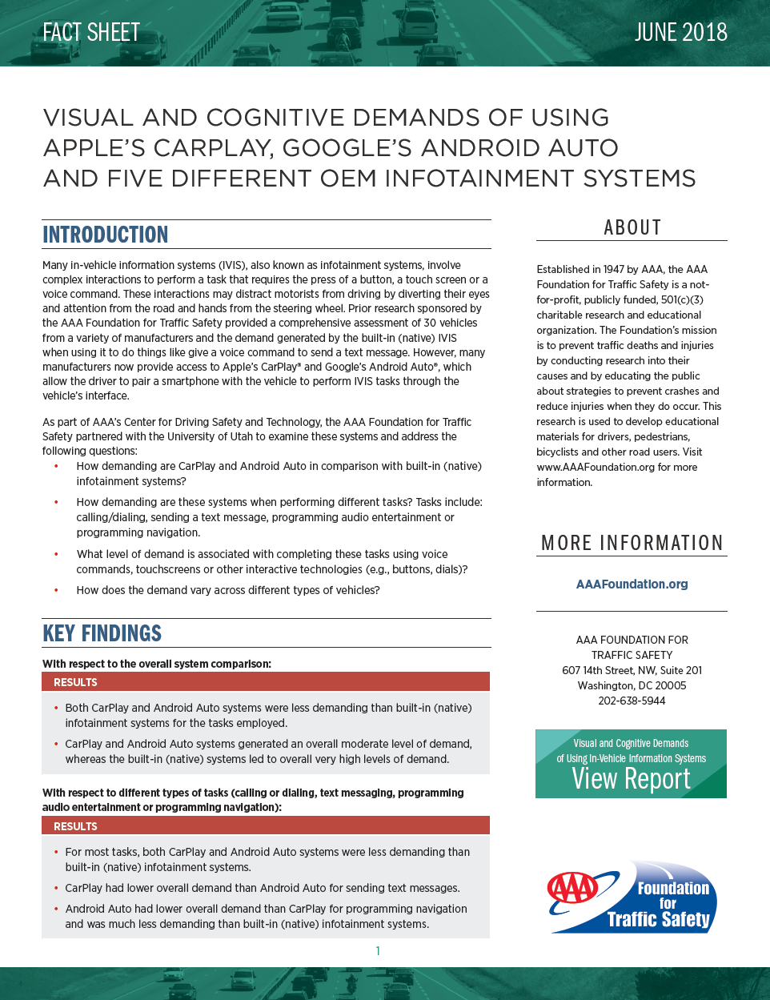 FACT SHEET
JUNE 2018
VISUAL AND COGNITIVE DEMANDS OF USING
APPLE'S CARPLAY, GOOGLE'S ANDROID AUTO
AND FIVE DIFFERENT OEM INFOTAINMENT SYSTEMS
INTRODUCTION
Many in-vehicle information systems (IVIS), also known as infotainment systems, involve
complex interactions to perform a task that requires the press of a button, a touch screen or a
voice command. These interactions may distract motorists from driving by diverting their eyes
and attention from the road and hands from the steering wheel. Prior research sponsored by
the AAA Foundation for Traffic Safety provided a comprehensive assessment of 30 vehicles
from a variety of manufacturers and the demand generated by the built-in (native) IVIS
when using it to do things like give a voice command to send a text message. However, many
manufacturers now provide access to Apple's CarPlay® and Google's Android Auto®, which
allow the driver to pair a smartphone with the vehicle to perform IVIS tasks through the
vehicle's interface.
As part of AAA's Center for Driving Safety and Technology, the AAA Foundation for Traffic
Safety partnered with the University of Utah to examine these systems and address the
following questions:
• How demanding are CarPlay and Android Auto in comparison with built-in (native)
infotainment systems?
• How demanding are these systems when performing different tasks? Tasks include:
calling/dialing, sending a text message, programming audio entertainment or
programming navigation.
• What level of demand is associated with completing these tasks using voice
commands, touchscreens or other interactive technologies (e.g., buttons, dials)?
• How does the demand vary across different types of vehicles?
KEY FINDINGS
With respect to the overall system comparison:
RESULTS
• Both CarPlay and Android Auto systems were less demanding than built-in (native)
infotainment systems for the tasks employed.
• CarPlay and Android Auto systems generated an overall moderate level of demand,
whereas the built-in (native) systems led to overall very high levels of demand.
With respect to different types of tasks (calling or dialing, text messaging, programming
audio entertainment or programming navigation):
RESULTS
• For most tasks, both CarPlay and Android Auto systems were less demanding than
built-in (native) infotainment systems.
• CarPlay had lower overall demand than Android Auto for sending text messages.
• Android Auto had lower overall demand than CarPlay for programming navigation
and was much less demanding than built-in (native) infotainment systems.
ABOUT
Established in 1947 by AAA, the AAA
Foundation for Traffic Safety is a not-
for-profit, publicly funded, 501(c)(3)
charitable research and educational
organization. The Foundation's mission
is to prevent traffic deaths and injuries
by conducting research into their
causes and by educating the public
about strategies to prevent crashes and
reduce injuries when they do occur. This
research is used to develop educational
materials for drivers, pedestrians,
bicyclists and other road users. Visit
www.AAAFoundation.org for more
information.
MORE INFORMATION
AAAFoundation.org
AAA FOUNDATION FOR
TRAFFIC SAFETY
607 14th Street, NW, Suite 201
Washington, DC 20005
202-638-5944
Visual and Cognitive Demands
of Using In-Vehicle Information Systems
View Report
AAA
Foundation
for
Traffic Safety
1